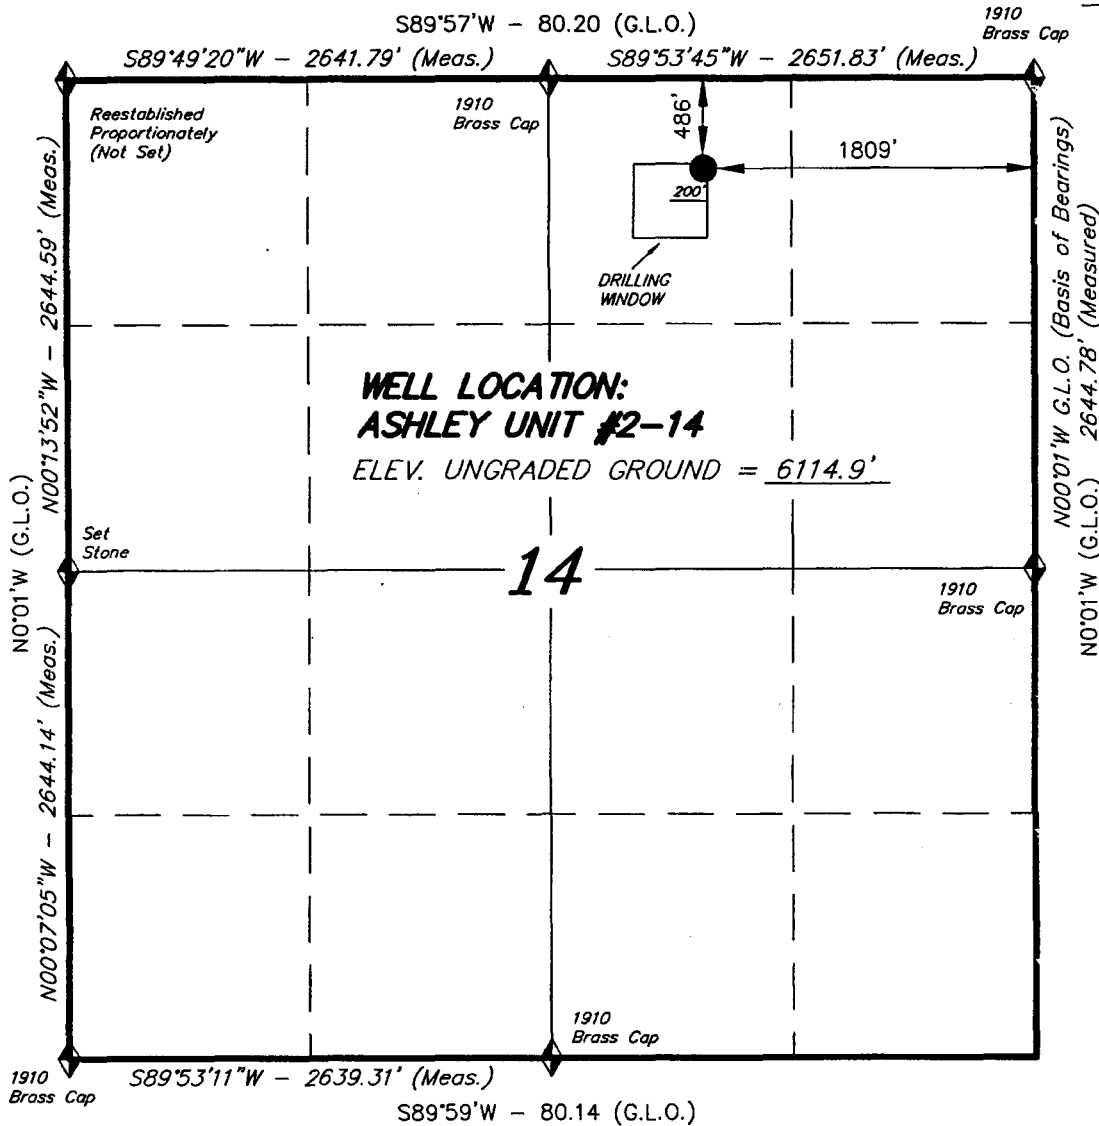 S89°57'W – 80.20 (G.L.O.)
1910
Brass Cap
S89°49'20"W – 2641.79' (Meas.)
S89°53'45"W – 2651.83' (Meas.)
Reestablished
Proportionately
(Not Set)
1910
Brass Cap
486'
1809'
200'
DRILLING
WINDOW
N00°13'52"W – 2644.59' (Meas.)
N00°01'W G.L.O. (Basis of Bearings)
2644.78' (Measured)
WELL LOCATION:
ASHLEY UNIT #2–14
ELEV. UNGRADED GROUND = 6114.9'
N0°01'W (G.L.O.)
Set
Stone
14
1910
Brass Cap
N0°01'W (G.L.O.)
N00°07'05"W – 2644.14' (Meas.)
1910
Brass Cap
1910
Brass Cap
S89°53'11"W – 2639.31' (Meas.)
S89°59'W – 80.14 (G.L.O.)